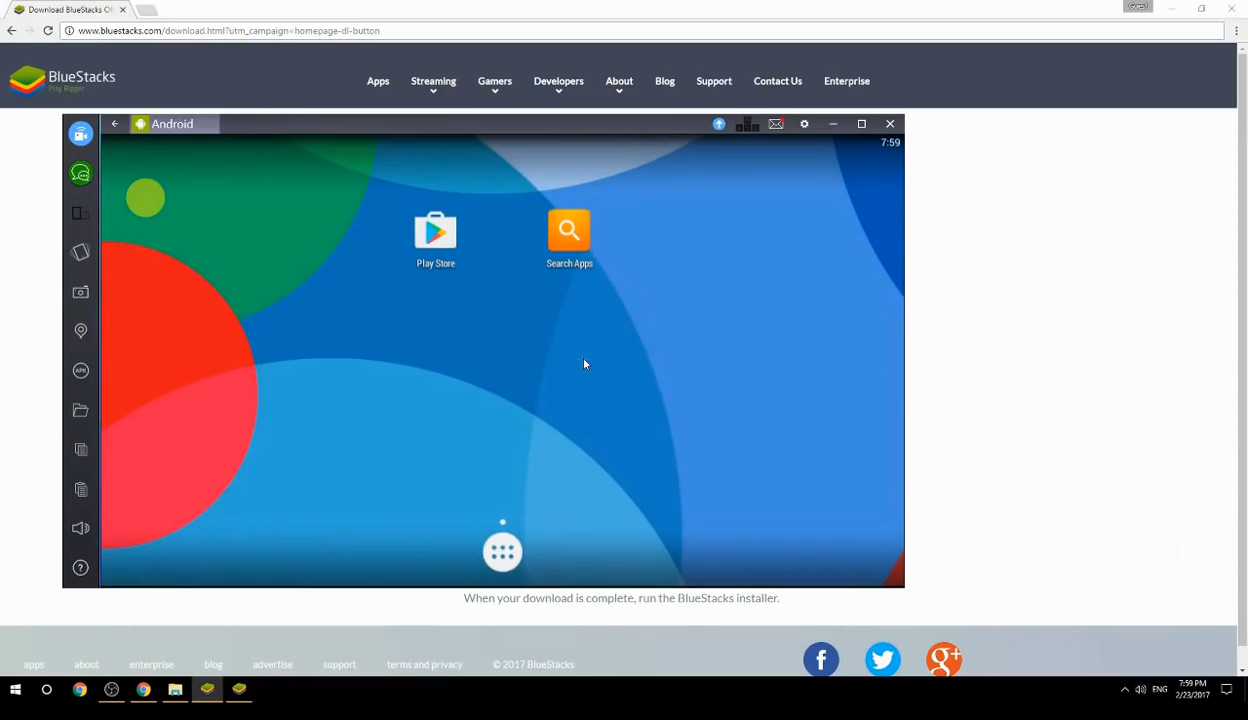 Download BlueStacks Of
Guest
www.bluestacks.com/download.html?utm_campaign=homepage-dl-button
BlueStacks
Play Bigger
Apps
Streaming
Gamers
Developers
About
Blog
Support
Contact Us
Enterprise
Android
7:59
Play Store
Search Apps
APK
When your download is complete, run the BlueStacks installer.
apps
about
enterprise
blog
advertise
support
terms and privacy
© 2017 BlueStacks
ENG
7:59 PM
2/23/2017